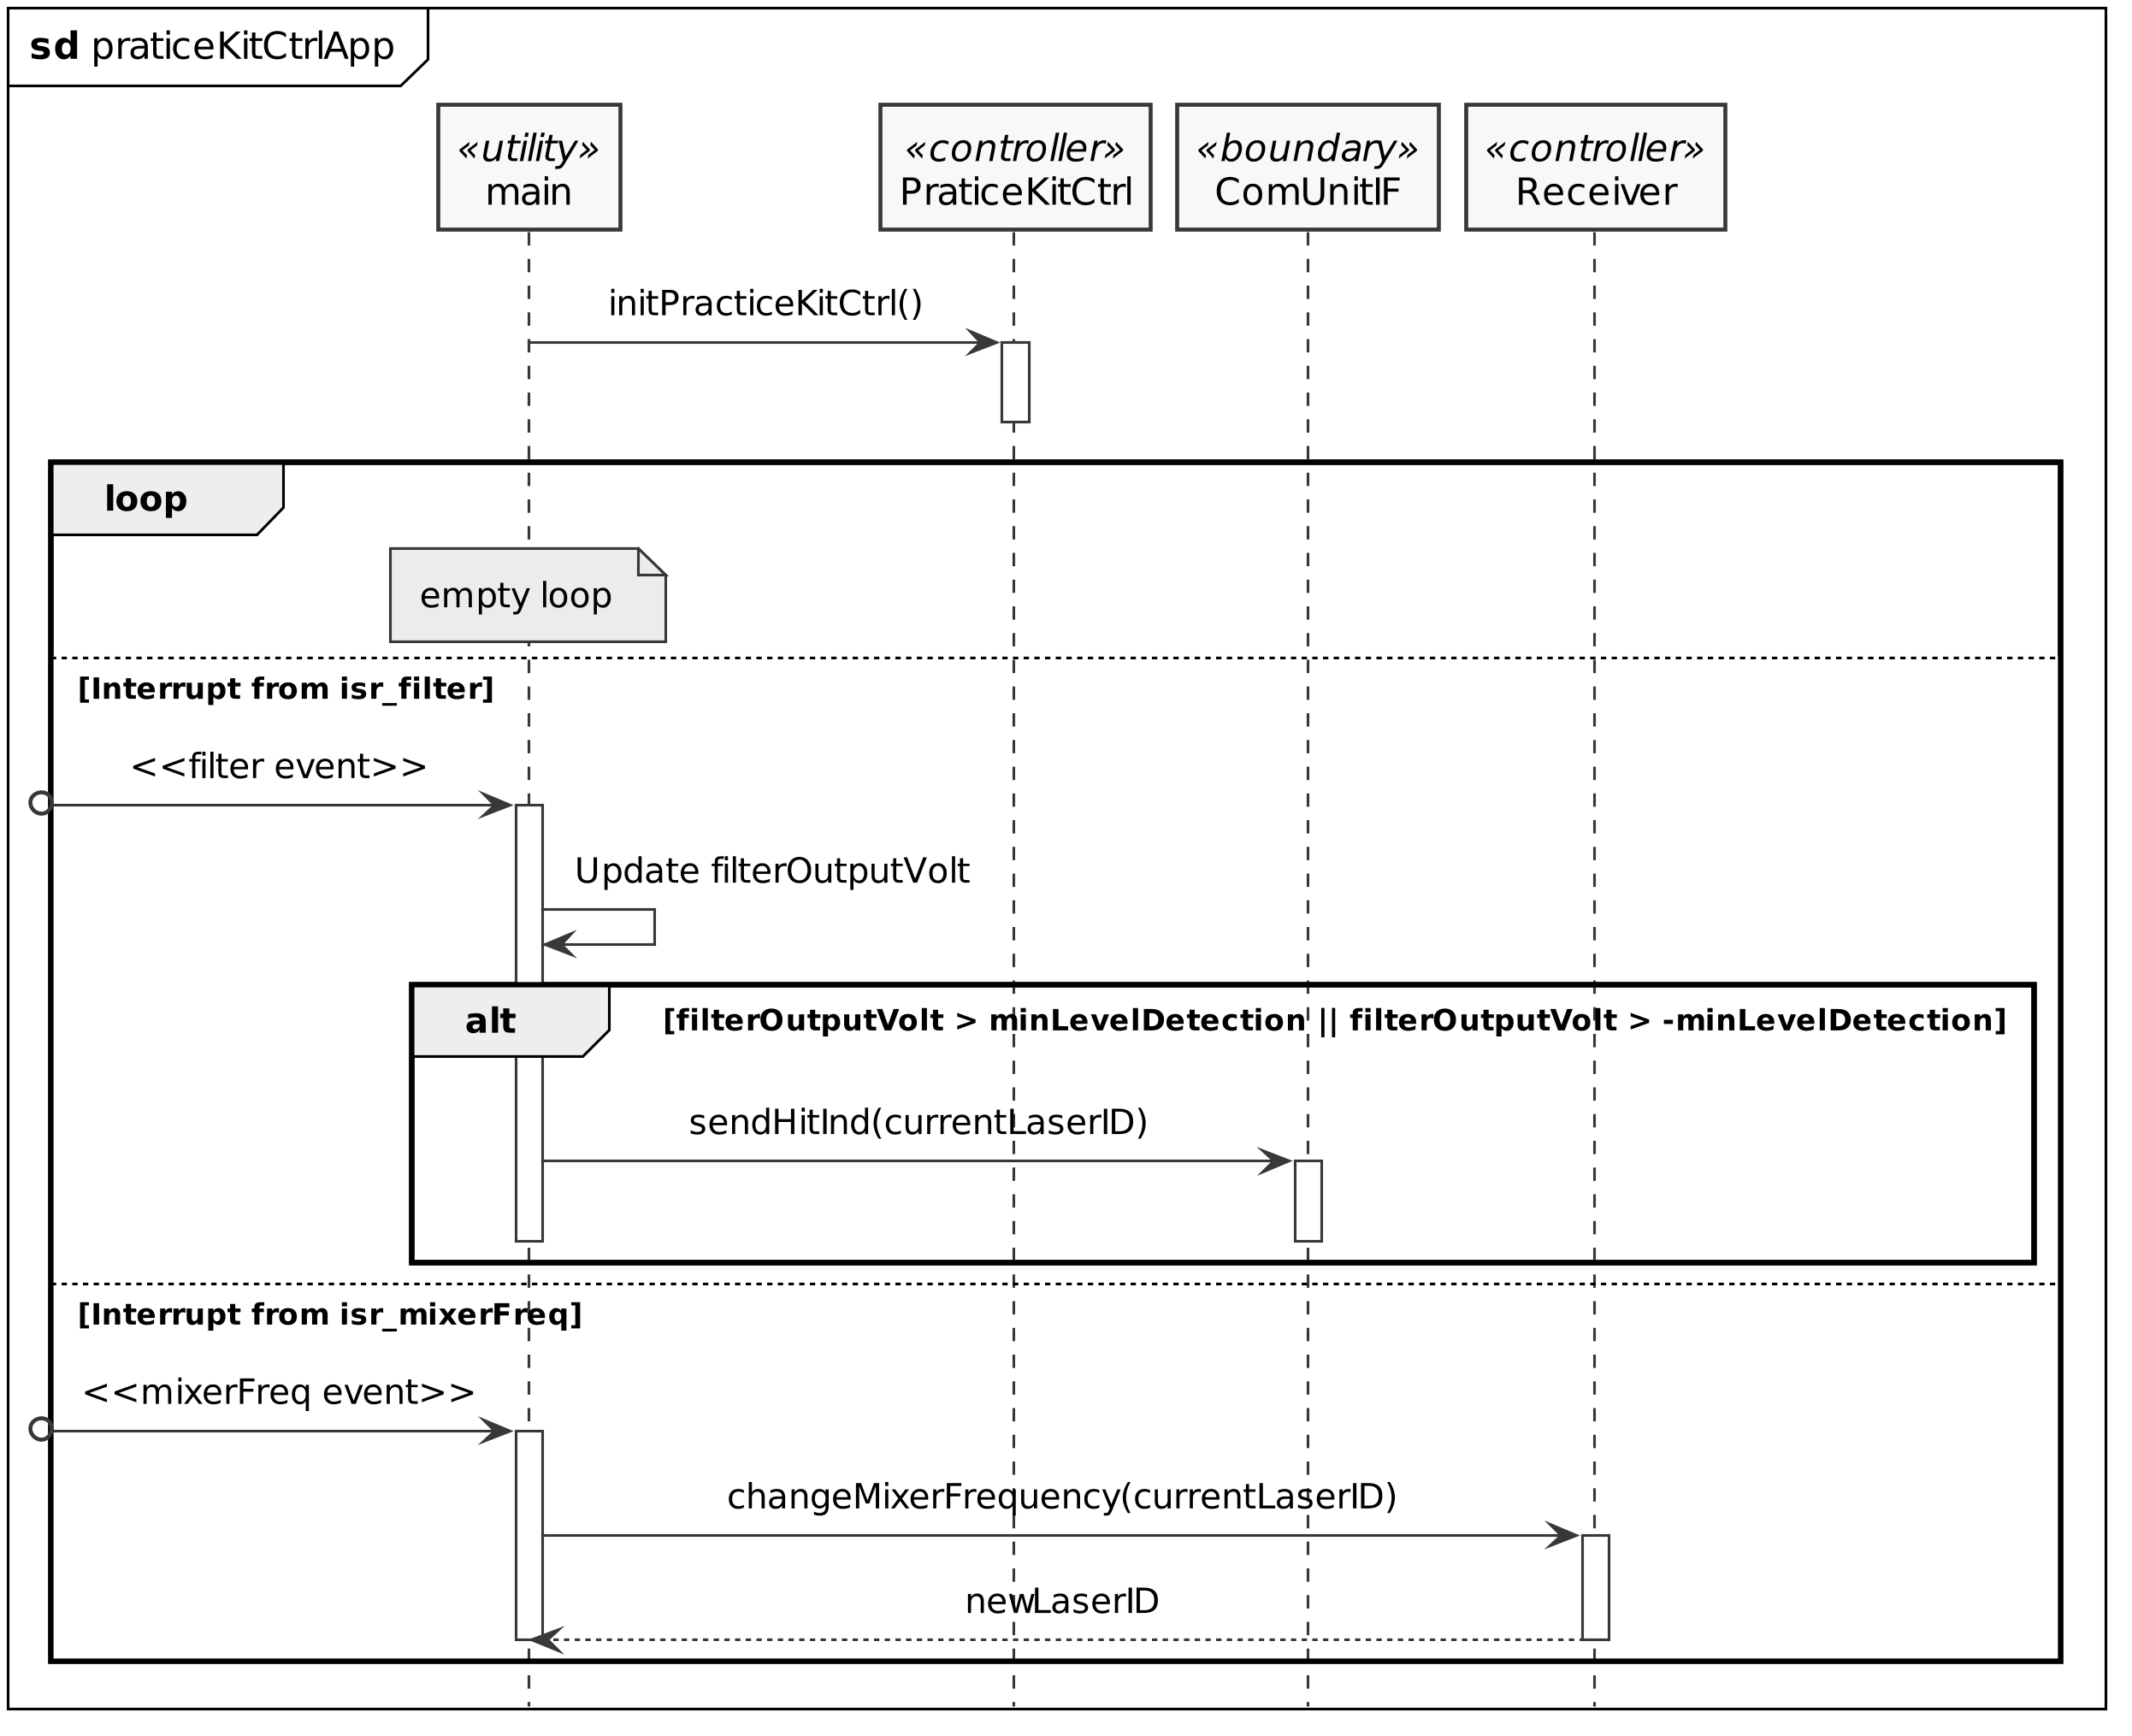 sd praticeKitCtrlApp
«utility»
main
«controller»
PraticeKitCtrl
«boundary»
ComUnitIF
«controller»
Receiver
initPracticeKitCtrl()
loop
empty loop
[Interrupt from isr_filter]
<<filter event>>
Update filterOutputVolt
alt [filterOutputVolt > minLevelDetection || filterOutputVolt > -minLevelDetection]
sendHitInd(currentLaserID)
[Interrupt from isr_mixerFreq]
<<mixerFreq event>>
changeMixerFrequency(currentLaserID)
newLaserID